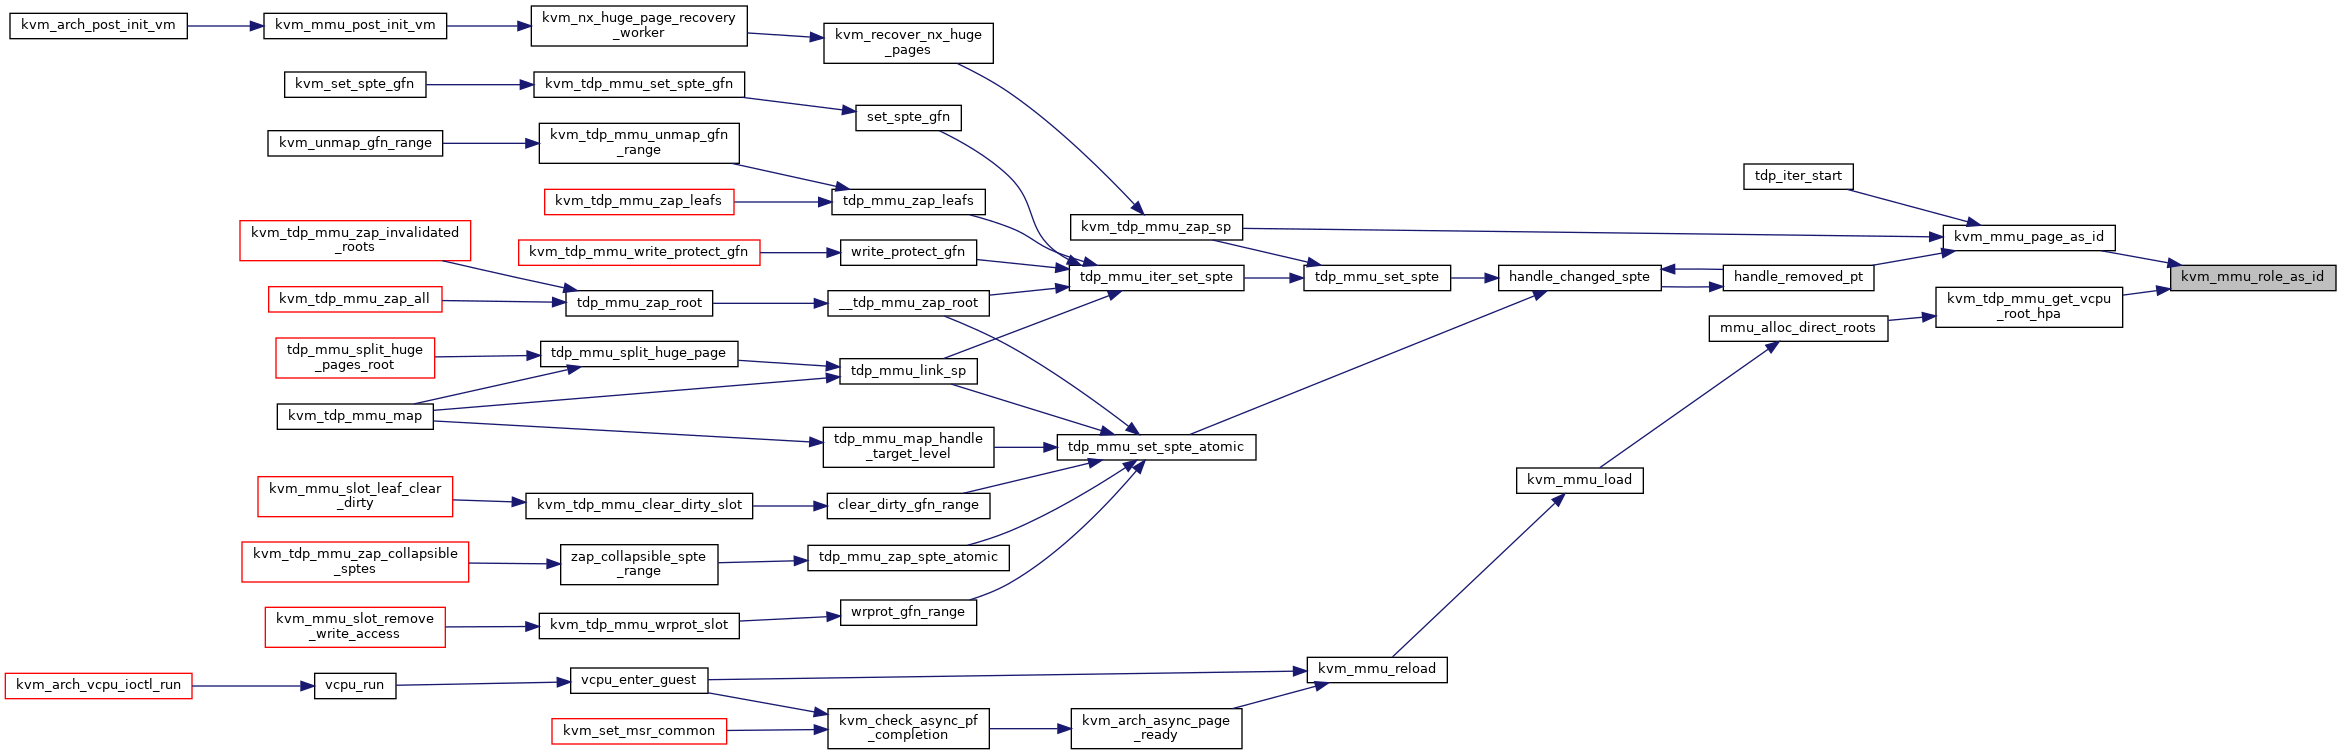 kvm_arch_post_init_vm
kvm_mmu_post_init_vm
kvm_nx_huge_page_recovery
_worker
kvm_recover_nx_huge
_pages
kvm_set_spte_gfn
kvm_tdp_mmu_set_spte_gfn
set_spte_gfn
kvm_unmap_gfn_range
kvm_tdp_mmu_unmap_gfn
_range
kvm_tdp_mmu_zap_leafs
tdp_mmu_zap_leafs
tdp_iter_start
kvm_tdp_mmu_zap_sp
kvm_mmu_page_as_id
kvm_tdp_mmu_zap_invalidated
_roots
kvm_tdp_mmu_write_protect_gfn
write_protect_gfn
tdp_mmu_iter_set_spte
tdp_mmu_set_spte
handle_changed_spte
handle_removed_pt
kvm_mmu_role_as_id
kvm_tdp_mmu_zap_all
tdp_mmu_zap_root
__tdp_mmu_zap_root
kvm_tdp_mmu_get_vcpu
_root_hpa
mmu_alloc_direct_roots
tdp_mmu_split_huge
_pages_root
tdp_mmu_split_huge_page
tdp_mmu_link_sp
kvm_tdp_mmu_map
tdp_mmu_map_handle
_target_level
tdp_mmu_set_spte_atomic
kvm_mmu_load
kvm_mmu_slot_leaf_clear
_dirty
kvm_tdp_mmu_clear_dirty_slot
clear_dirty_gfn_range
kvm_tdp_mmu_zap_collapsible
_sptes
zap_collapsible_spte
_range
tdp_mmu_zap_spte_atomic
kvm_mmu_slot_remove
_write_access
kvm_tdp_mmu_wrprot_slot
wrprot_gfn_range
kvm_mmu_reload
kvm_arch_vcpu_ioctl_run
vcpu_run
vcpu_enter_guest
kvm_set_msr_common
kvm_check_async_pf
_completion
kvm_arch_async_page
_ready